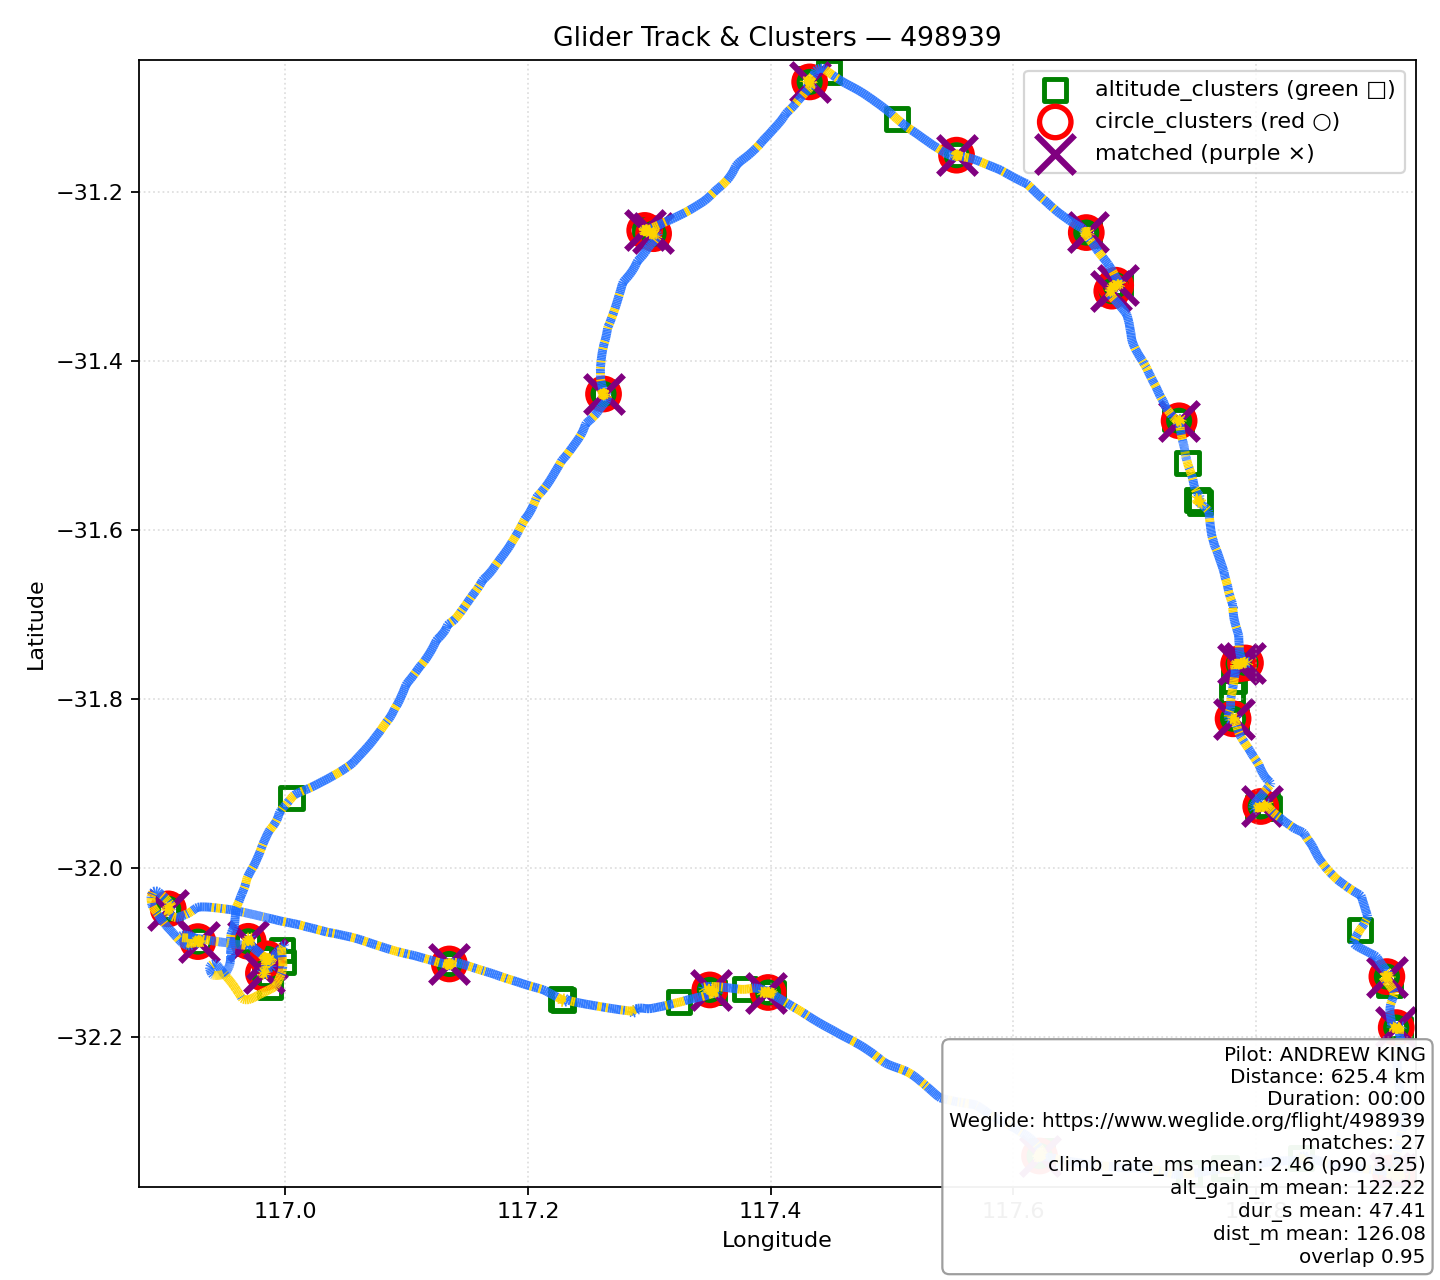 Glider Track & Clusters — 498939
altitude_clusters (green □)
circle_clusters (red ○)
matched (purple ×)
−31.2
−31.4
−31.6
−31.8
−32.0
−32.2
Latitude
117.0
117.2
117.4
117.6
Longitude
Pilot: ANDREW KING
Distance: 625.4 km
Duration: 00:00
Weglide: https://www.weglide.org/flight/498939
matches: 27
climb_rate_ms mean: 2.46 (p90 3.25)
alt_gain_m mean: 122.22
dur_s mean: 47.41
dist_m mean: 126.08
overlap 0.95